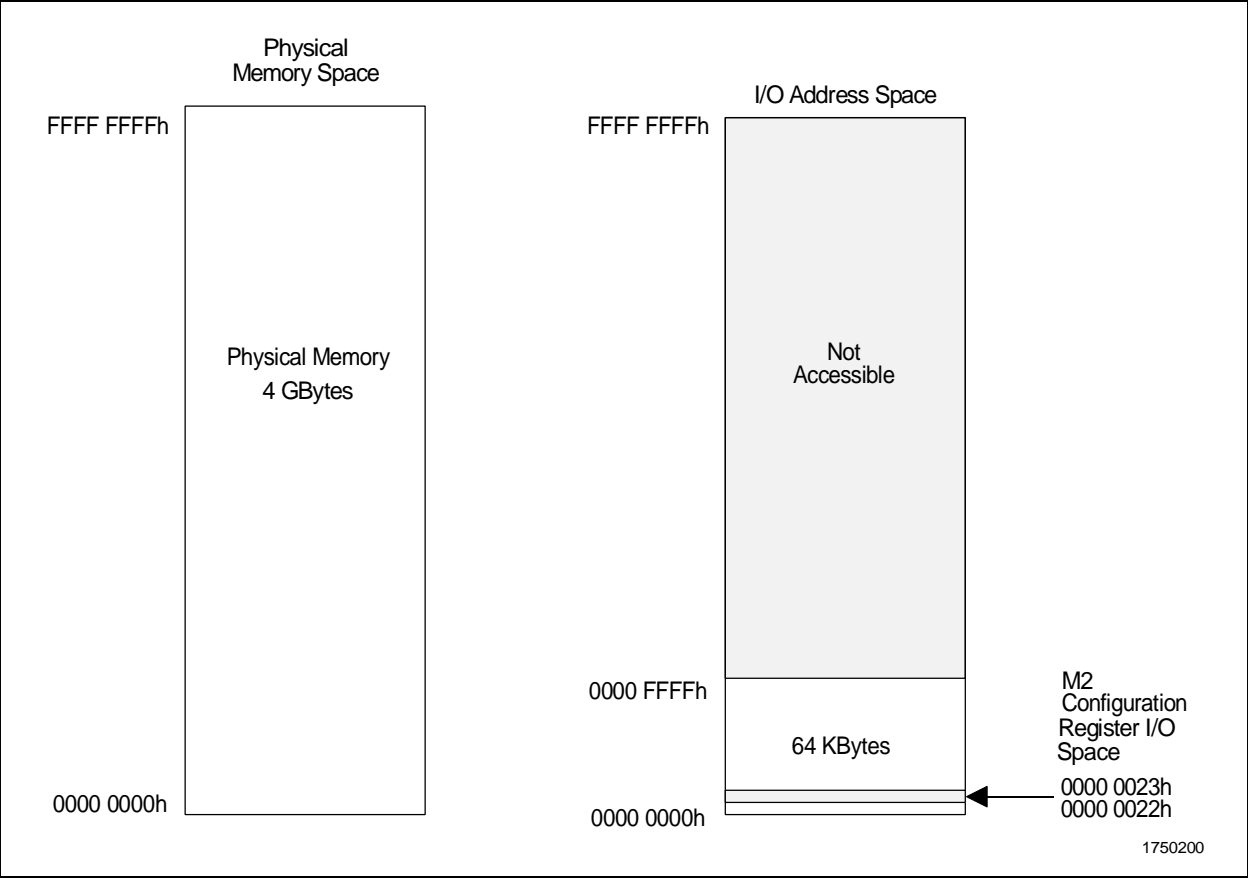 Physical
Memory Space
FFFF FFFFh
Physical Memory
4 GBytes
0000 0000h
I/O Address Space
FFFF FFFFh
Not
Accessible
0000 FFFFh
64 KBytes
0000 0000h
M2
Configuration
Register I/O
Space
0000 0023h
0000 0022h
1750200